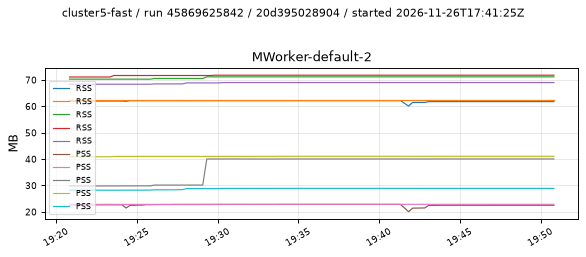 cluster5-fast / run 45869625842 / 20d395028904 / started 2026-11-26T17:41:25Z
MWorker-default-2
MB
70
60
50
40
30
20
RSS
RSS
RSS
RSS
RSS
PSS
PSS
PSS
PSS
PSS
19:20
19:25
19:30
19:35
19:40
19:45
19:50